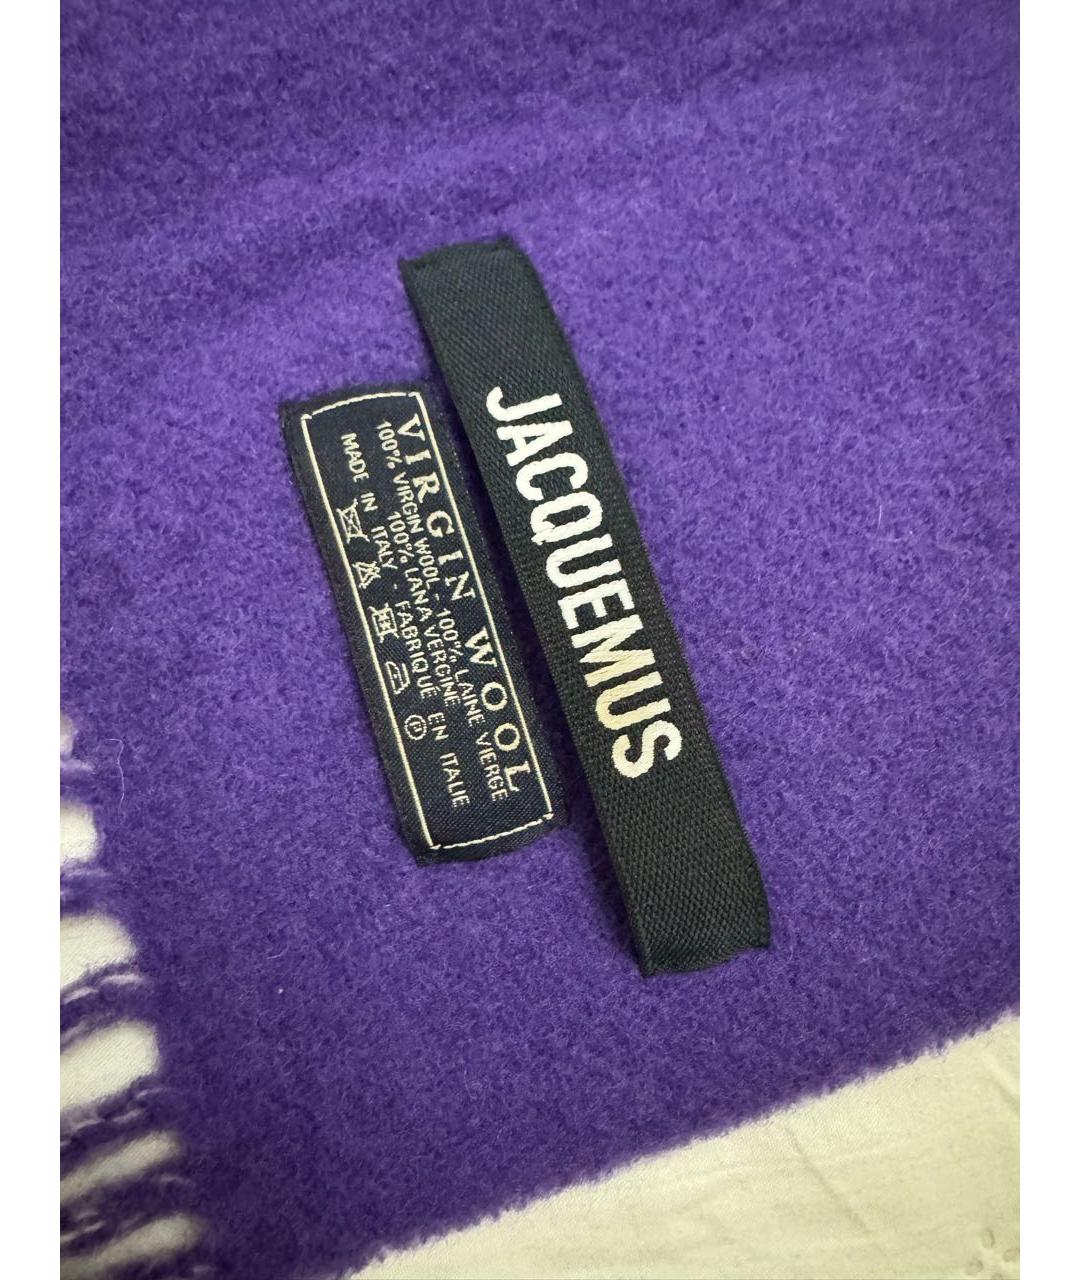 JACQUEMUS
VIRGIN WOOL
100% VIRGIN WOOL - 100% LAINE VIERGE
100% LANA VERGINE
MADE IN ITALY - FABRIQUÉ EN ITALIE
P